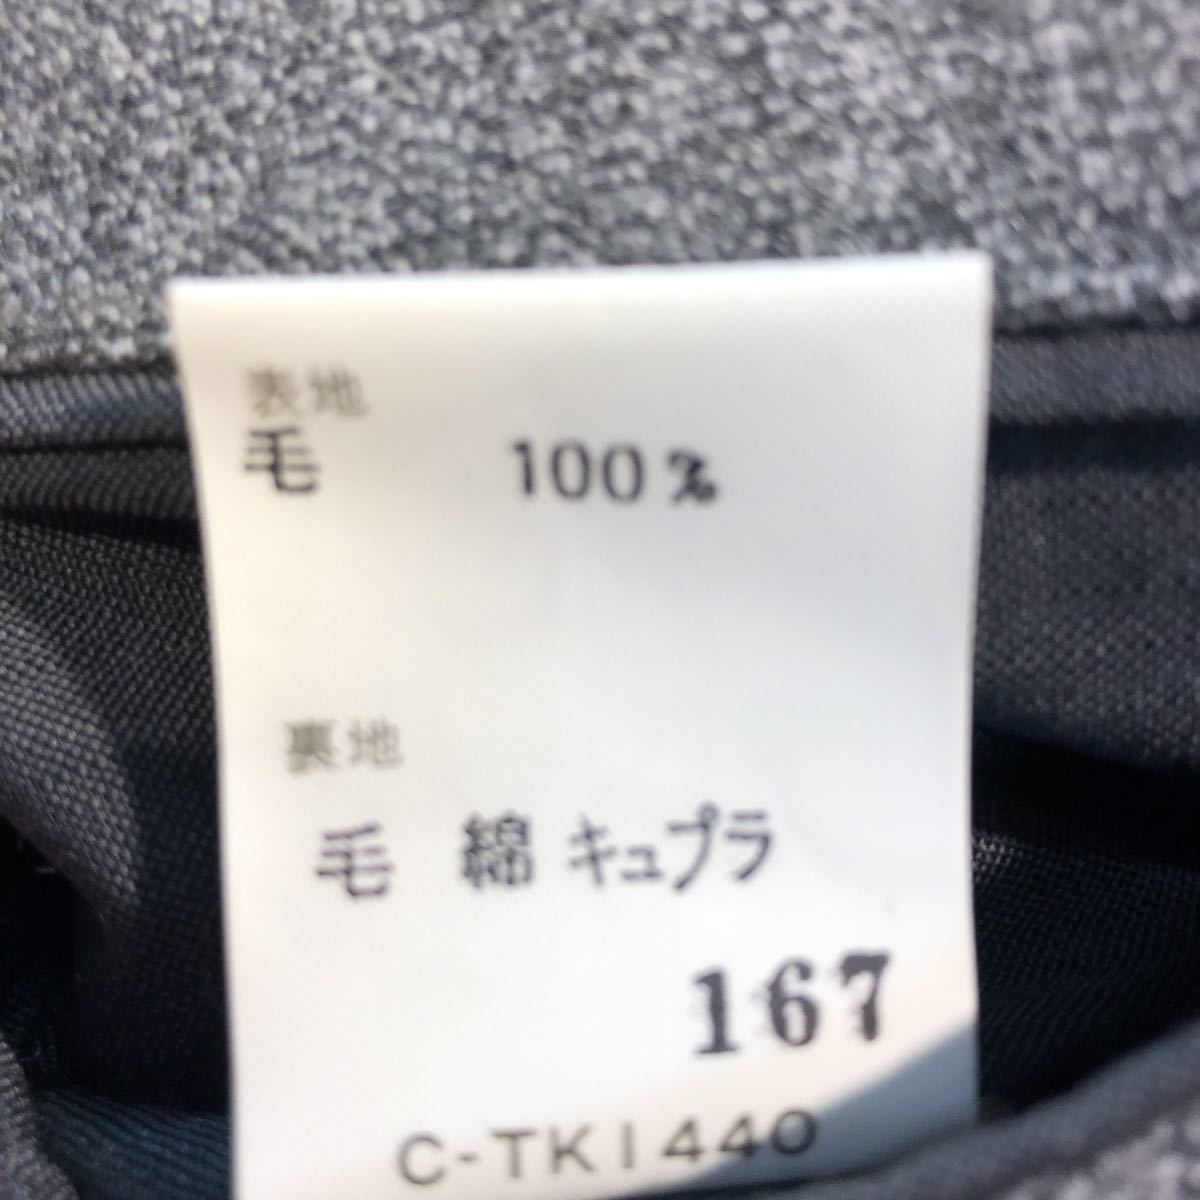 表地
毛 100%
裏地
毛 綿 キュプラ
167
C-TK1440